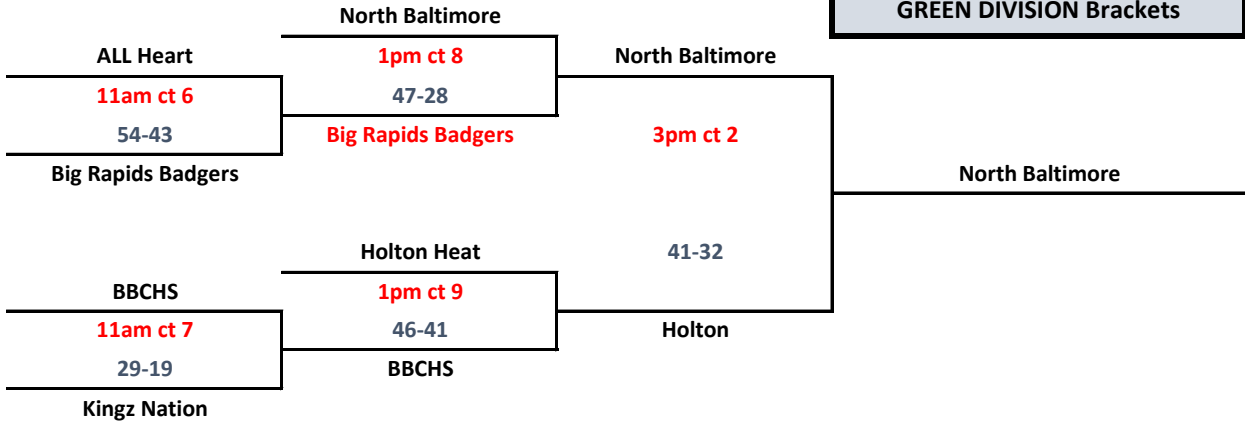 GREEN DIVISION Brackets
North Baltimore
ALL Heart
1pm ct 8
North Baltimore
11am ct 6
47-28
54-43
Big Rapids Badgers
3pm ct 2
Big Rapids Badgers
North Baltimore
Holton Heat
41-32
BBCHS
1pm ct 9
11am ct 7
46-41
Holton
29-19
BBCHS
Kingz Nation